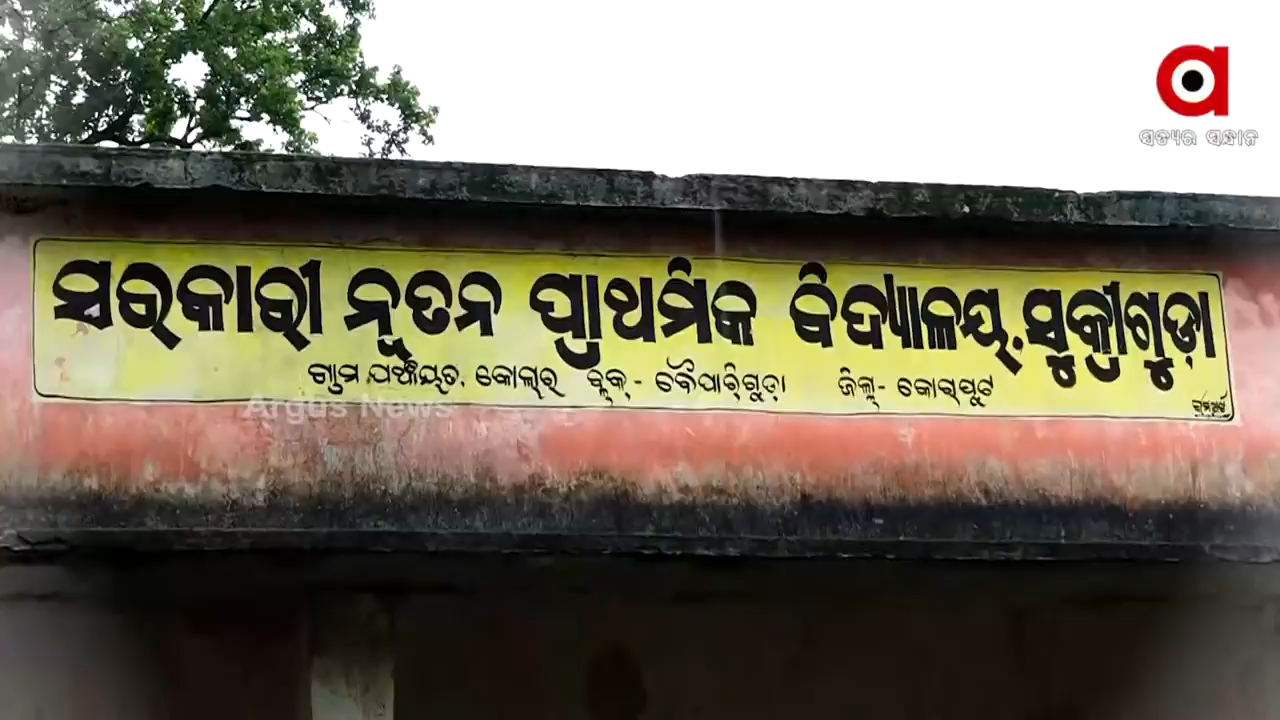 ସତ୍ୟର ସନ୍ଧାନ
ସରକାରୀ ନୂତନ ପ୍ରାଥମିକ ବିଦ୍ୟାଳୟ.ସୁକ୍ରୀଗୁଡ଼ା
ଗ୍ରାମ ପଞ୍ଚାୟତ. କୋଲାର ବ୍ଲକ୍ - ବୈପାରିଗୁଡ଼ା ଜିଲ୍ଲା- କୋରାପୁଟ
Argus News